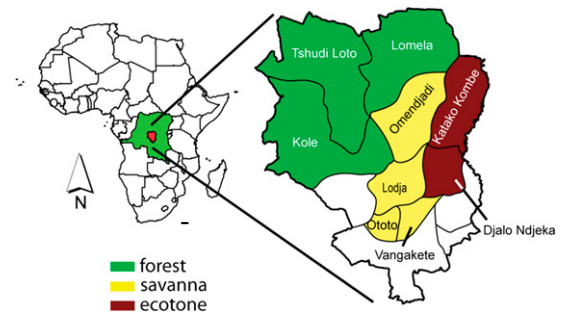 Tshudi Loto
Lomela
Omendjadi
Katako Kombe
Kole
Lodja
Ototo
Djalo Ndjeka
Vangakete
N
forest
savanna
ecotone